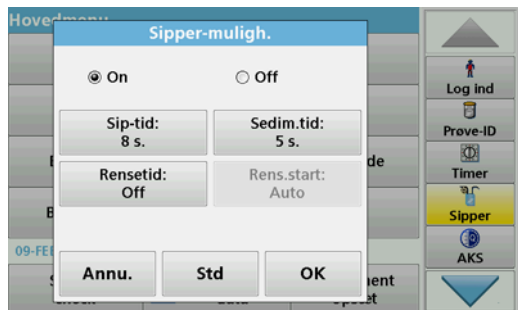 Hovedmenu
Sipper-muligh.
On
Off
Sip-tid:
8 s.
Sedim.tid:
5 s.
Rensetid:
Off
Rens.start:
Auto
Annu.
Std
OK
Log ind
Prøve-ID
Timer
Sipper
AKS